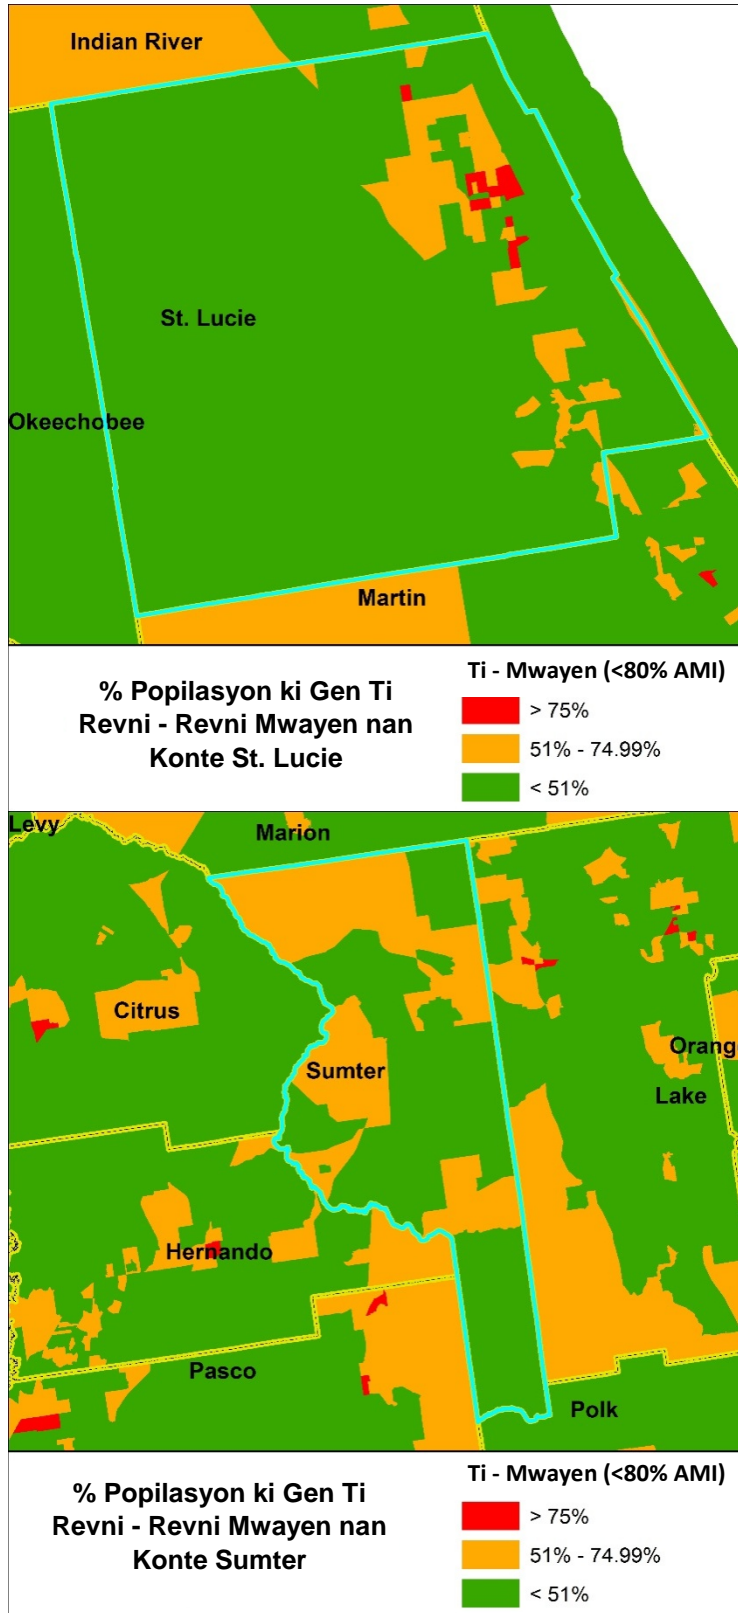 Indian River
St. Lucie
Okeechobee
Martin
% Popilasyon ki Gen Ti
Revni - Revni Mwayen nan
Konte St. Lucie
Ti - Mwayen (<80% AMI)
> 75%
51% - 74.99%
< 51%
Levy
Marion
Citrus
Sumter
Orang
Lake
Hernando
Pasco
Polk
% Popilasyon ki Gen Ti
Revni - Revni Mwayen nan
Konte Sumter
Ti - Mwayen (<80% AMI)
> 75%
51% - 74.99%
< 51%